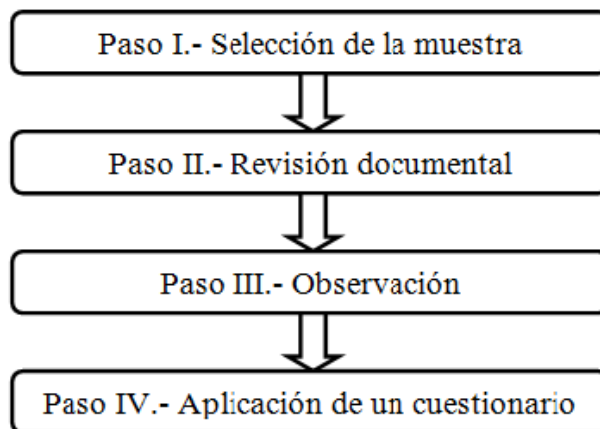 Paso I.- Selección de la muestra
Paso II.- Revisión documental
Paso III.- Observación
Paso IV.- Aplicación de un cuestionario